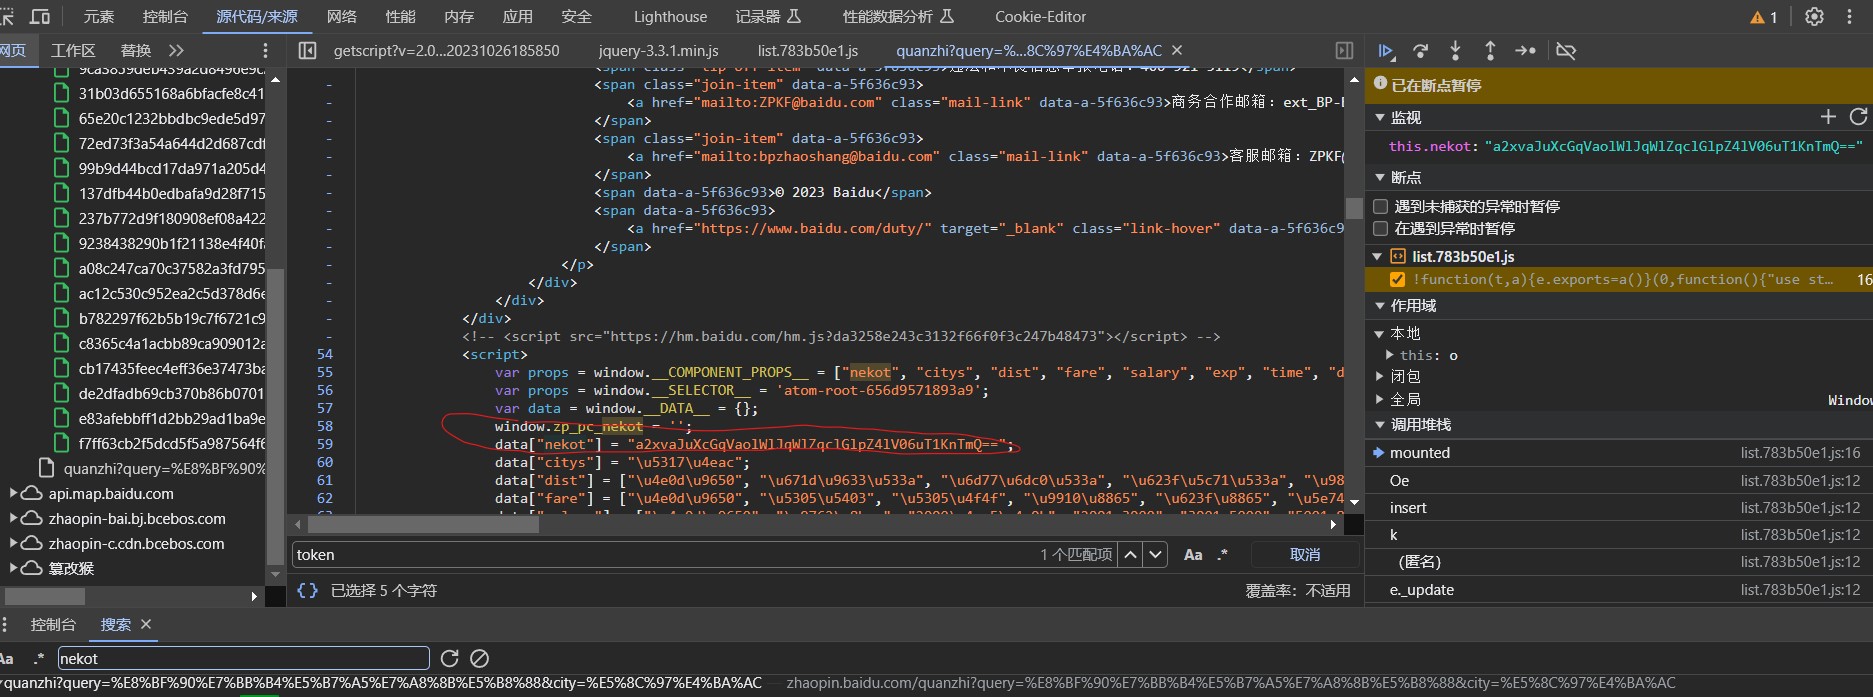 元素 控制台 源代码/来源 网络 性能 内存 应用 安全 Lighthouse 记录器 性能数据分析 Cookie-Editor 1
网页 工作区 替换 getscript?v=2.0...20231026185850 jquery-3.3.1.min.js list.783b50e1.js quanzhi?query=%...8C%97%E4%BA%AC
31b03d655168a6bfacfe8c41
65e20c1232bbdbc9ede5d97
72ed73f3a54a644d2d687cdf
99b9d44bcd17da971a205d4
137dfb44b0edbafa9d28f715
237b772d9f180908ef08a422
9238438290b1f21138e4f40f
a08c247ca70c37582a3fd795
ac12c530c952ea2c5d378d6e
b782297f62b5b19c7f6721c9
c8365c4a1acbb89ca909012a
cb17435feec4eff36e37473ba
de2dfadb69cb370b86b0701
e83afebbff1d2bb29ad1ba9e
f7ff63cb2f5dcd5f5a987564f6
quanzhi?query=%E8%BF%90%
api.map.baidu.com
zhaopin-bai.bj.bcebos.com
zhaopin-c.cdn.bcebos.com
篡改猴
<span class="join-item" data-a-5f636c93>
<a href="mailto:ZPKF@baidu.com" class="mail-link" data-a-5f636c93>商务合作邮箱：ext_BP-
</span>
<span class="join-item" data-a-5f636c93>
<a href="mailto:bpzhaoshang@baidu.com" class="mail-link" data-a-5f636c93>客服邮箱：ZPKF@
</span>
<span data-a-5f636c93>© 2023 Baidu</span>
<span data-a-5f636c93>
<a href="https://www.baidu.com/duty/" target="_blank" class="link-hover" data-a-5f636c9
</span>
</p>
</div>
</div>
</div>
<!-- <script src="https://hm.baidu.com/hm.js?da3258e243c3132f66f0f3c247b48473"></script> -->
54 <script>
55 var props = window.__COMPONENT_PROPS__ = ["nekot", "citys", "dist", "fare", "salary", "exp", "time", "d
56 var props = window.__SELECTOR__ = 'atom-root-656d9571893a9';
57 var data = window.__DATA__ = {};
58 window.zp_pc_nekot = '';
59 data["nekot"] = "a2xvaJuXcGqVaolWlJqWlZqclGlpZ4lV06uT1KnTmQ==";
60 data["citys"] = "\u5317\u4eac";
61 data["dist"] = ["\u4e0d\u9650", "\u671d\u9633\u533a", "\u6d77\u6dc0\u533a", "\u623f\u5c71\u533a", "\u98
62 data["fare"] = ["\u4e0d\u9650", "\u5305\u5403", "\u5305\u4f4f", "\u9910\u8865", "\u623f\u8865", "\u5e74
token 1 个匹配项 Aa .* 取消
{} 已选择 5 个字符 覆盖率：不适用
已在断点暂停
监视
this.nekot: "a2xvaJuXcGqVaolWlJqWlZqclGlpZ4lV06uT1KnTmQ=="
断点
遇到未捕获的异常时暂停
在遇到异常时暂停
list.783b50e1.js
!function(t,a){e.exports=a()}(0,function(){"use st... 16
作用域
本地
this: o
闭包
全局 Window
调用堆栈
mounted list.783b50e1.js:16
Oe list.783b50e1.js:12
insert list.783b50e1.js:12
k list.783b50e1.js:12
(匿名) list.783b50e1.js:12
e._update list.783b50e1.js:12
控制台 搜索
Aa .* nekot
quanzhi?query=%E8%BF%90%E7%BB%B4%E5%B7%A5%E7%A8%8B%E5%B8%88&city=%E5%8C%97%E4%BA%AC zhaopin.baidu.com/quanzhi?query=%E8%BF%90%E7%BB%B4%E5%B7%A5%E7%A8%8B%E5%B8%88&city=%E5%8C%97%E4%BA%AC